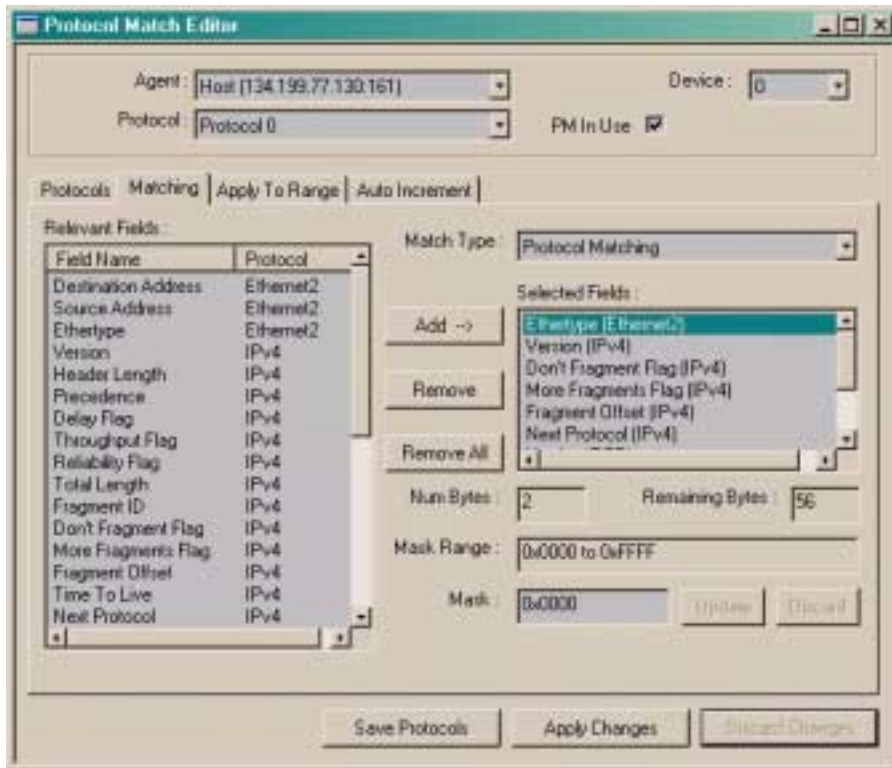 Protocol Match Editor
Agent : Host (134.199.77.130:161) Device : 0
Protocol : Protocol 0 PM In Use
Protocols Matching Apply To Range Auto Increment
Relevant Fields :
Field Name Protocol
Destination Address Ethernet2
Source Address Ethernet2
Ethertype Ethernet2
Version IPv4
Header Length IPv4
Precedence IPv4
Delay Flag IPv4
Throughput Flag IPv4
Reliability Flag IPv4
Total Length IPv4
Fragment ID IPv4
Don't Fragment Flag IPv4
More Fragments Flag IPv4
Fragment Offset IPv4
Time To Live IPv4
Next Protocol IPv4
Match Type : Protocol Matching
Selected Fields :
Add -->
Remove
Remove All
Ethertype (Ethernet2)
Version (IPv4)
Don't Fragment Flag (IPv4)
More Fragments Flag (IPv4)
Fragment Offset (IPv4)
Next Protocol (IPv4)
Num Bytes : 2 Remaining Bytes : 56
Mask Range : 0x0000 to 0xFFFF
Mask : 0x0000 Update Discard
Save Protocols Apply Changes Discard Changes